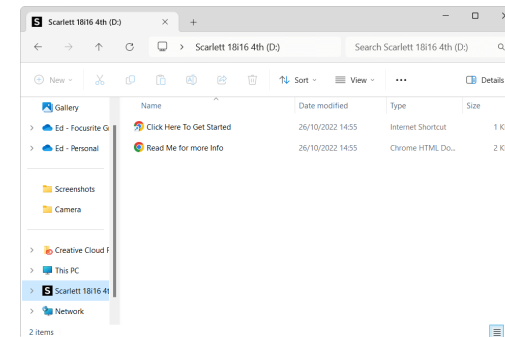 Scarlett 18i16 4th (D:)
Scarlett 18i16 4th (D:)
Search Scarlett 18i16 4th (D:)
New
Sort
View
Details
Name Date modified Type Size
Gallery
Ed - Focusrite G
Ed - Personal
Screenshots
Camera
Creative Cloud F
This PC
Scarlett 18i16 4t
Network
Click Here To Get Started 26/10/2022 14:55 Internet Shortcut 1 K
Read Me for more Info 26/10/2022 14:55 Chrome HTML Do... 2 K
2 items